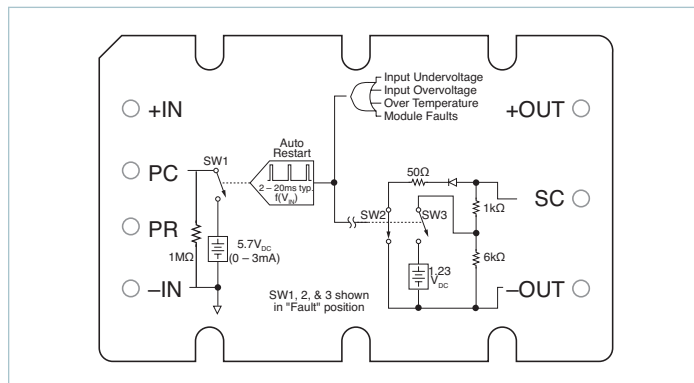 Input Undervoltage
Input Overvoltage
Over Temperature
Module Faults
+IN
+OUT
Auto
Restart
SW1
PC
2 – 20ms typ.
f(VIN)
50Ω
SC
1kΩ
SW2
SW3
PR
1MΩ
5.7VDC
(0 – 3mA)
6kΩ
1.23
VDC
–IN
SW1, 2, & 3 shown
in "Fault" position
–OUT